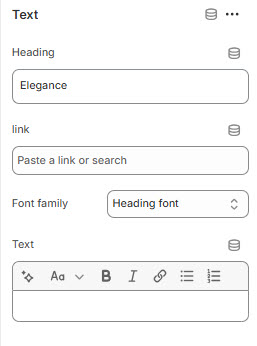 Text
Heading
Elegance
link
Paste a link or search
Font family Heading font
Text
Aa B I